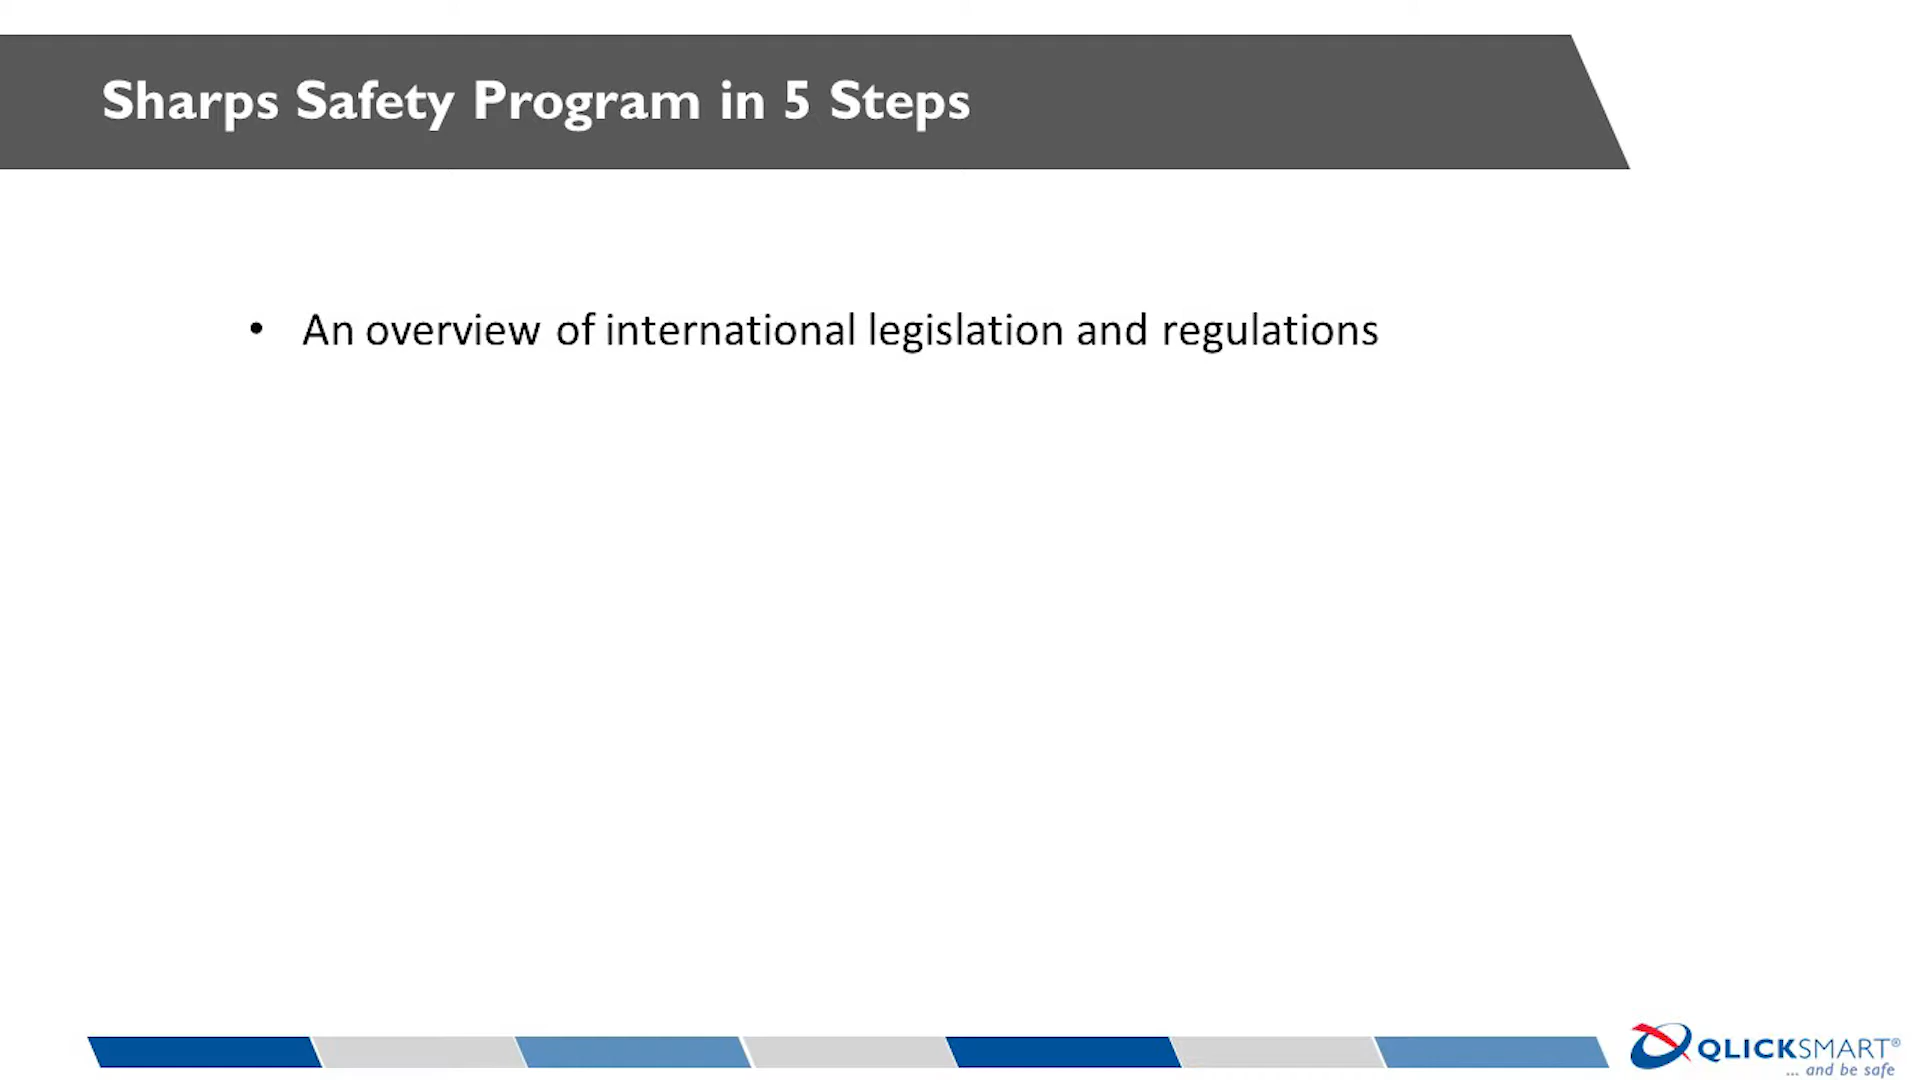 Sharps Safety Program in 5 Steps
• An overview of international legislation and regulations
QLICKSMART®
... and be safe